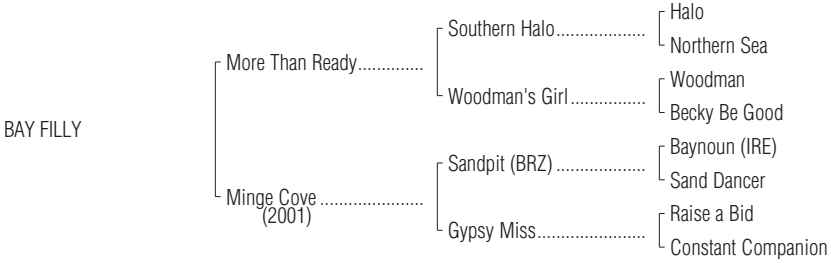 Halo
Southern Halo...................
Northern Sea
More Than Ready..............
Woodman
Woodman's Girl................
Becky Be Good
BAY FILLY
Baynoun (IRE)
Sandpit (BRZ) ...................
Sand Dancer
Minge Cove ......................
(2001)
Raise a Bid
Gypsy Miss.......................
Constant Companion